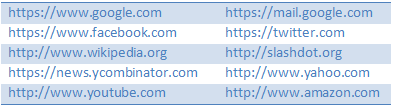 https://www.google.com https://mail.google.com
https://www.facebook.com https://twitter.com
http://www.wikipedia.org http://slashdot.org
https://news.ycombinator.com http://www.yahoo.com
http://www.youtube.com http://www.amazon.com